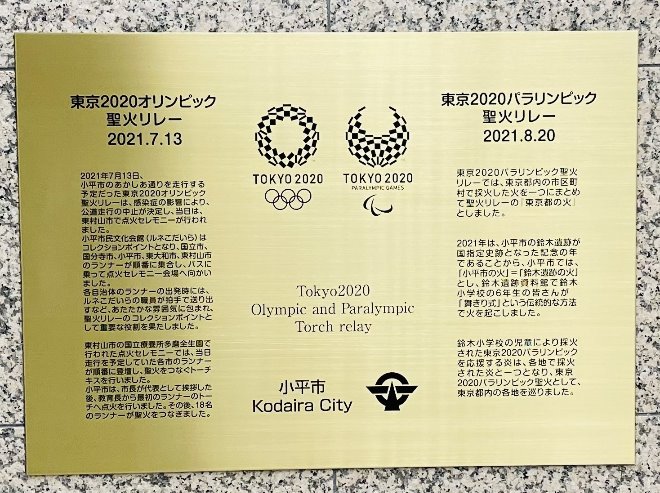 東京2020オリンピック
聖火リレー
2021.7.13
2021年7月13日、
小平市のあかしあ通りを走行する
予定だった東京2020オリンピック
聖火リレーは、感染症の影響により、
公道走行の中止が決定し、当日は、
東村山市で点火セレモニーが行われ
ました。
小平市民文化会館(ルネこだいら)は
コレクションポイントとなり、国立市、
国分寺市、小平市、東大和市、東村山市
のランナーが順番に集合し、バスに
乗って点火セレモニー会場へ向かいま
した。
各自治体のランナーの出発時には、
ルネこだいらの職員が拍手で送り出
すなど、あたたかな雰囲気に包まれ、
聖火リレーのコレクションポイントと
して重要な役割を果たしました。
東村山市の国立療養所多磨全生園で
行われた点火セレモニーでは、当日
走行を予定していた各市のランナー
が順番に登壇し、聖火をつなぐトーチ
キスを行いました。
小平市は、市長が代表として挨拶した
後、教育長から最初のランナーのトー
チへ点火を行いました。その後、18名
のランナーが聖火をつなぎました。
TOKYO 2020
TOKYO 2020
PARALYMPIC GAMES
Tokyo2020
Olympic and Paralympic
Torch relay
小平市
Kodaira City
東京2020パラリンピック
聖火リレー
2021.8.20
東京2020パラリンピック聖火
リレーでは、東京都内の市区町
村で採火した火を一つにまとめ
て聖火リレーの「東京都の火」
としました。
2021年は、小平市の鈴木遺跡が
国指定史跡となった記念の年
であることから、小平市では、
「小平市の火」=「鈴木遺跡の火」
とし、鈴木遺跡資料館で鈴木
小学校の6年生の皆さんが
「舞きり式」という伝統的な方法
で火を起こしました。
鈴木小学校の児童により採火
された東京2020パラリンピック
を応援する炎は、各地で採火
された炎と一つとなり、東京
2020パラリンピック聖火として、
東京都内の各地を巡りました。